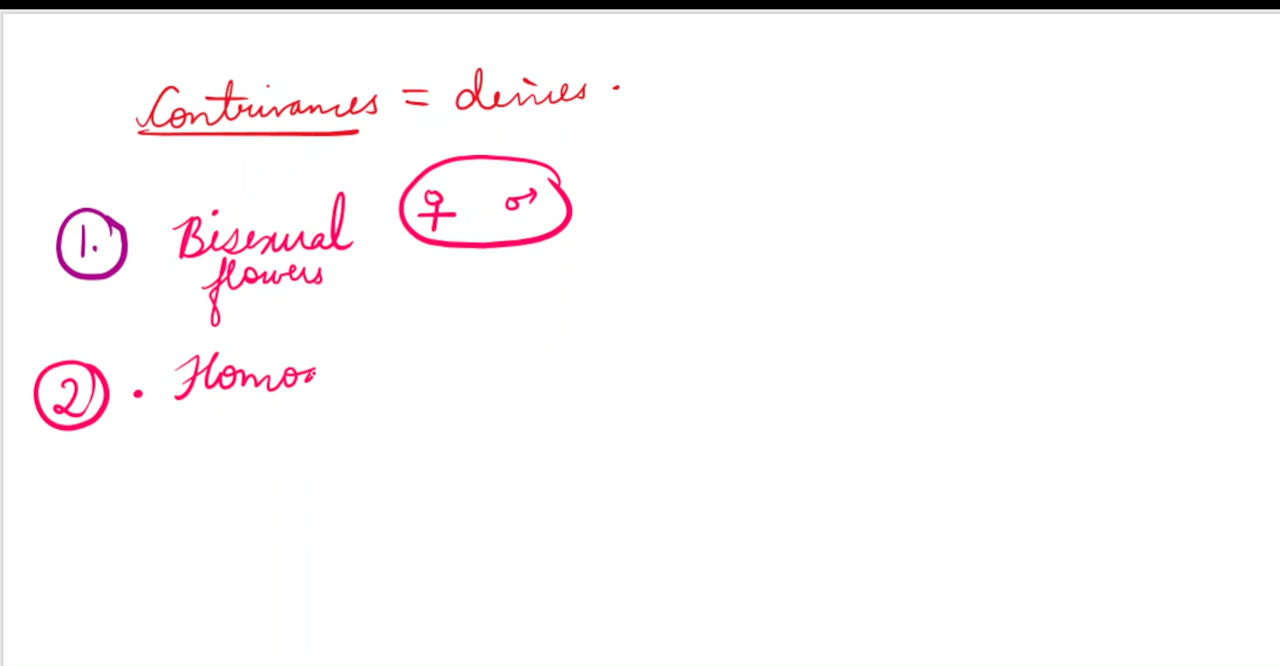 Contrivances = devices.
1. Bisexual ♀ ♂
flowers
2) . Homo